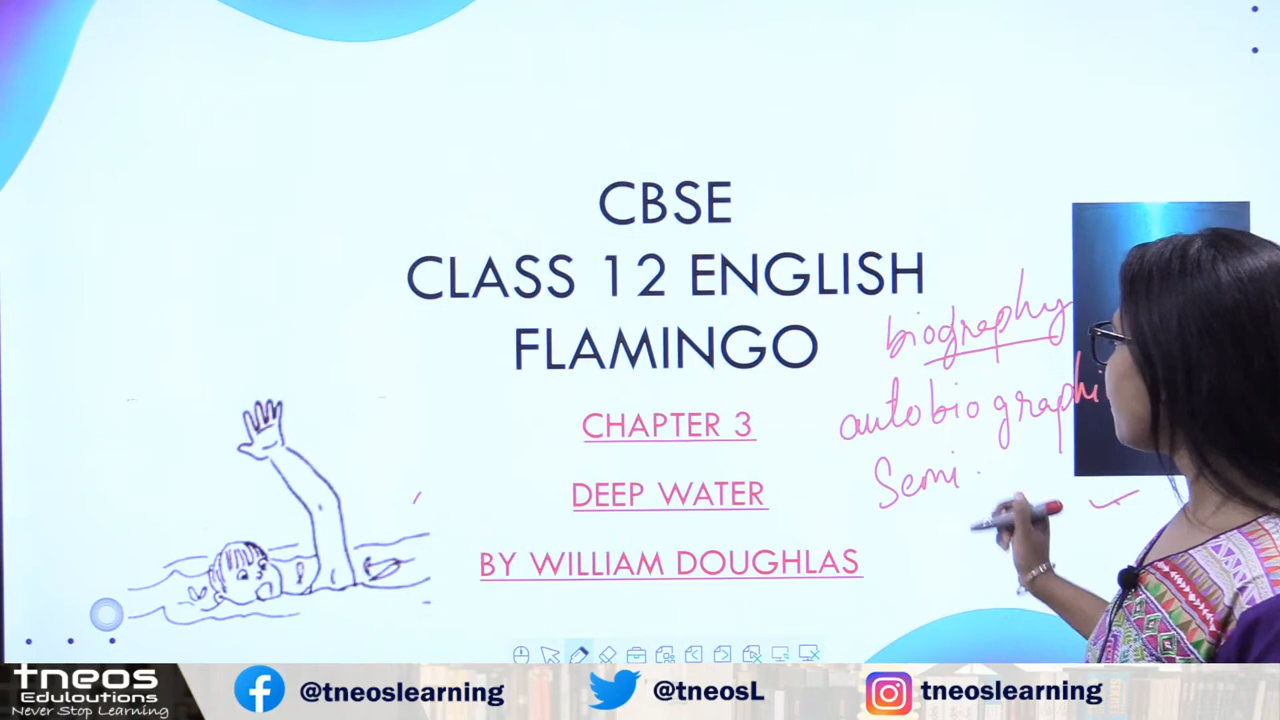 CBSE
CLASS 12 ENGLISH
FLAMINGO
CHAPTER 3
DEEP WATER
BY WILLIAM DOUGHLAS
biography
autobiographi
Semi
tneos
Eduloutions
Never Stop Learning
@tneoslearning
@tneosL
tneoslearning